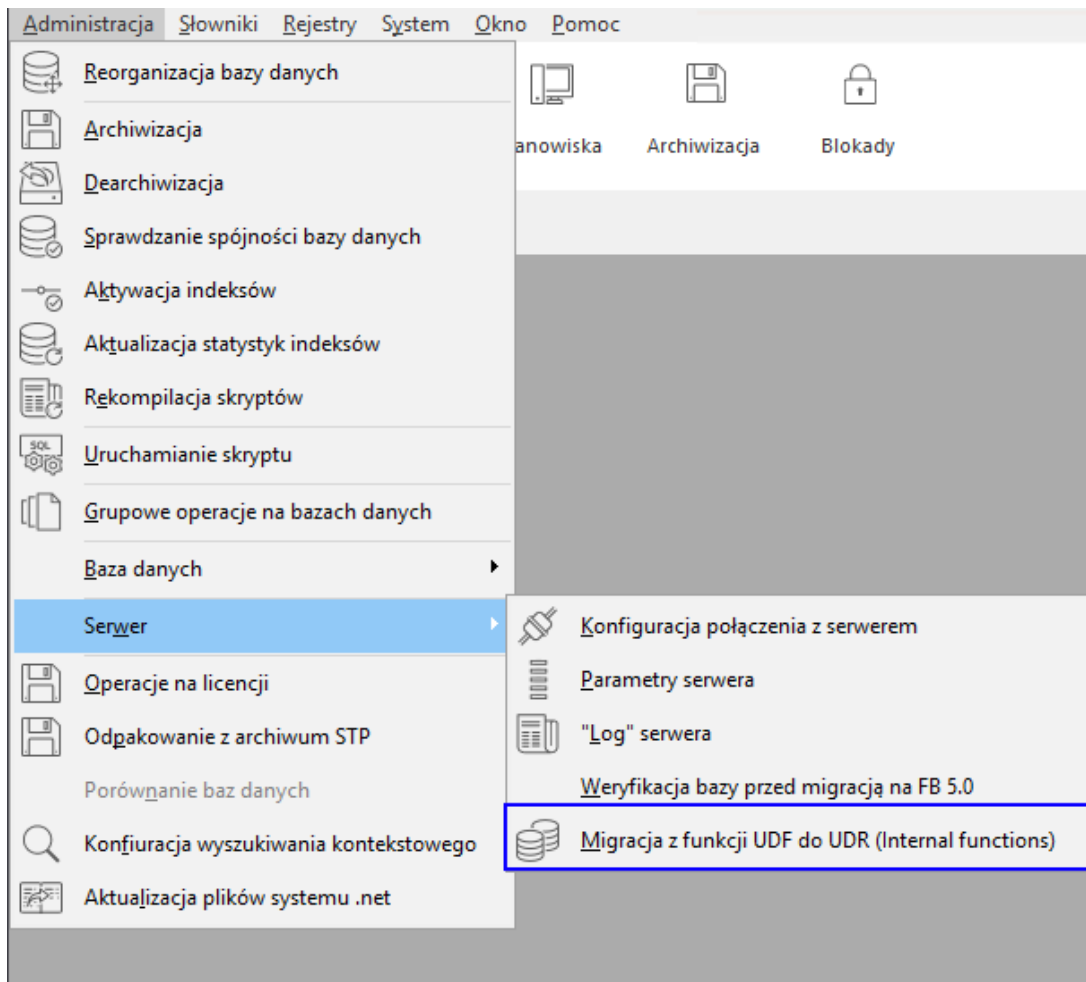 Administracja Słowniki Rejestry System Okno Pomoc
anowiska Archiwizacja Blokady
Reorganizacja bazy danych
Archiwizacja
Dearchiwizacja
Sprawdzanie spójności bazy danych
Aktywacja indeksów
Aktualizacja statystyk indeksów
Rekompilacja skryptów
SQL
Uruchamianie skryptu
Grupowe operacje na bazach danych
Baza danych
Serwer
Operacje na licencji
Odpakowanie z archiwum STP
Porównanie baz danych
Konfiuracja wyszukiwania kontekstowego
Aktualizacja plików systemu .net
Konfiguracja połączenia z serwerem
Parametry serwera
"Log" serwera
Weryfikacja bazy przed migracją na FB 5.0
Migracja z funkcji UDF do UDR (Internal functions)